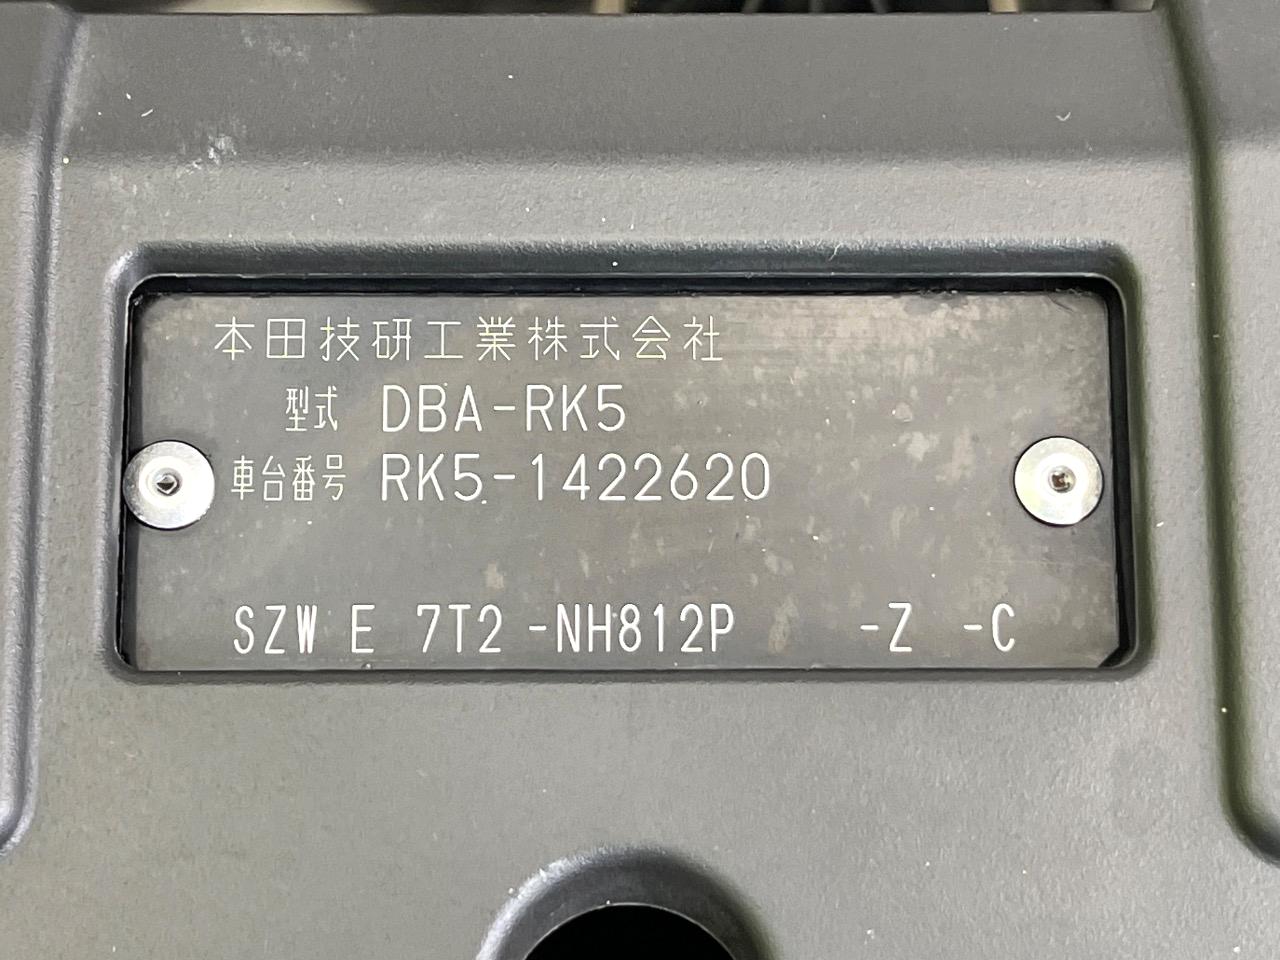 本田技研工業株式会社
型式 DBA-RK5
車台番号 RK5-1422620
SZW E 7T2 -NH812P -Z -C